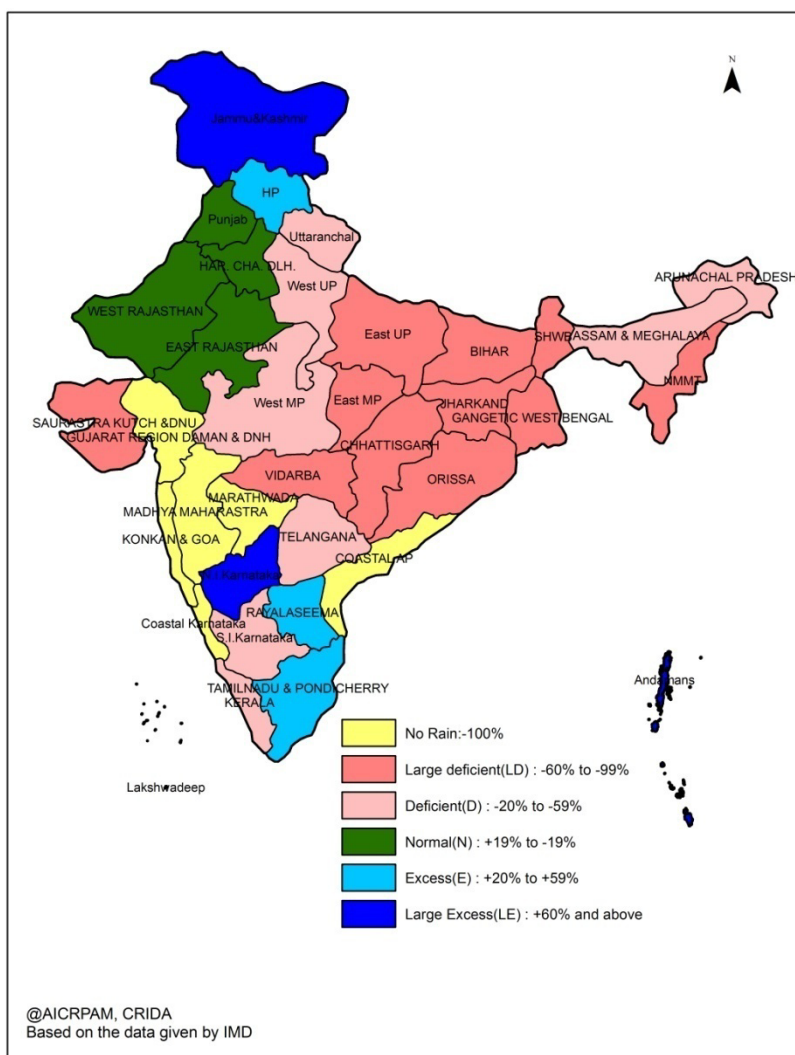 N
Jammu&Kashmir
HP
Punjab
Uttaranchal
HAR. CHA. DLH.
West UP
ARUNACHAL PRADESH
WEST RAJASTHAN
EAST RAJASTHAN
East UP
BIHAR
SHWB
ASSAM & MEGHALAYA
NMMT
West MP
East MP
JHARKAND
GANGETIC WEST BENGAL
SAURASTRA KUTCH &DNU
GUJARAT REGION DAMAN & DNH
CHHATTISGARH
VIDARBA
ORISSA
MARATHWADA
MADHYA MAHARASTRA
KONKAN & GOA
TELANGANA
COASTAL AP
N.I.Karnataka
Coastal Karnataka
RAYALASEEMA
S.I.Karnataka
TAMILNADU & PONDICHERRY
KERALA
Andamans
Lakshwadeep
No Rain:-100%
Large deficient(LD) : -60% to -99%
Deficient(D) : -20% to -59%
Normal(N) : +19% to -19%
Excess(E) : +20% to +59%
Large Excess(LE) : +60% and above
@AICRPAM, CRIDA
Based on the data given by IMD